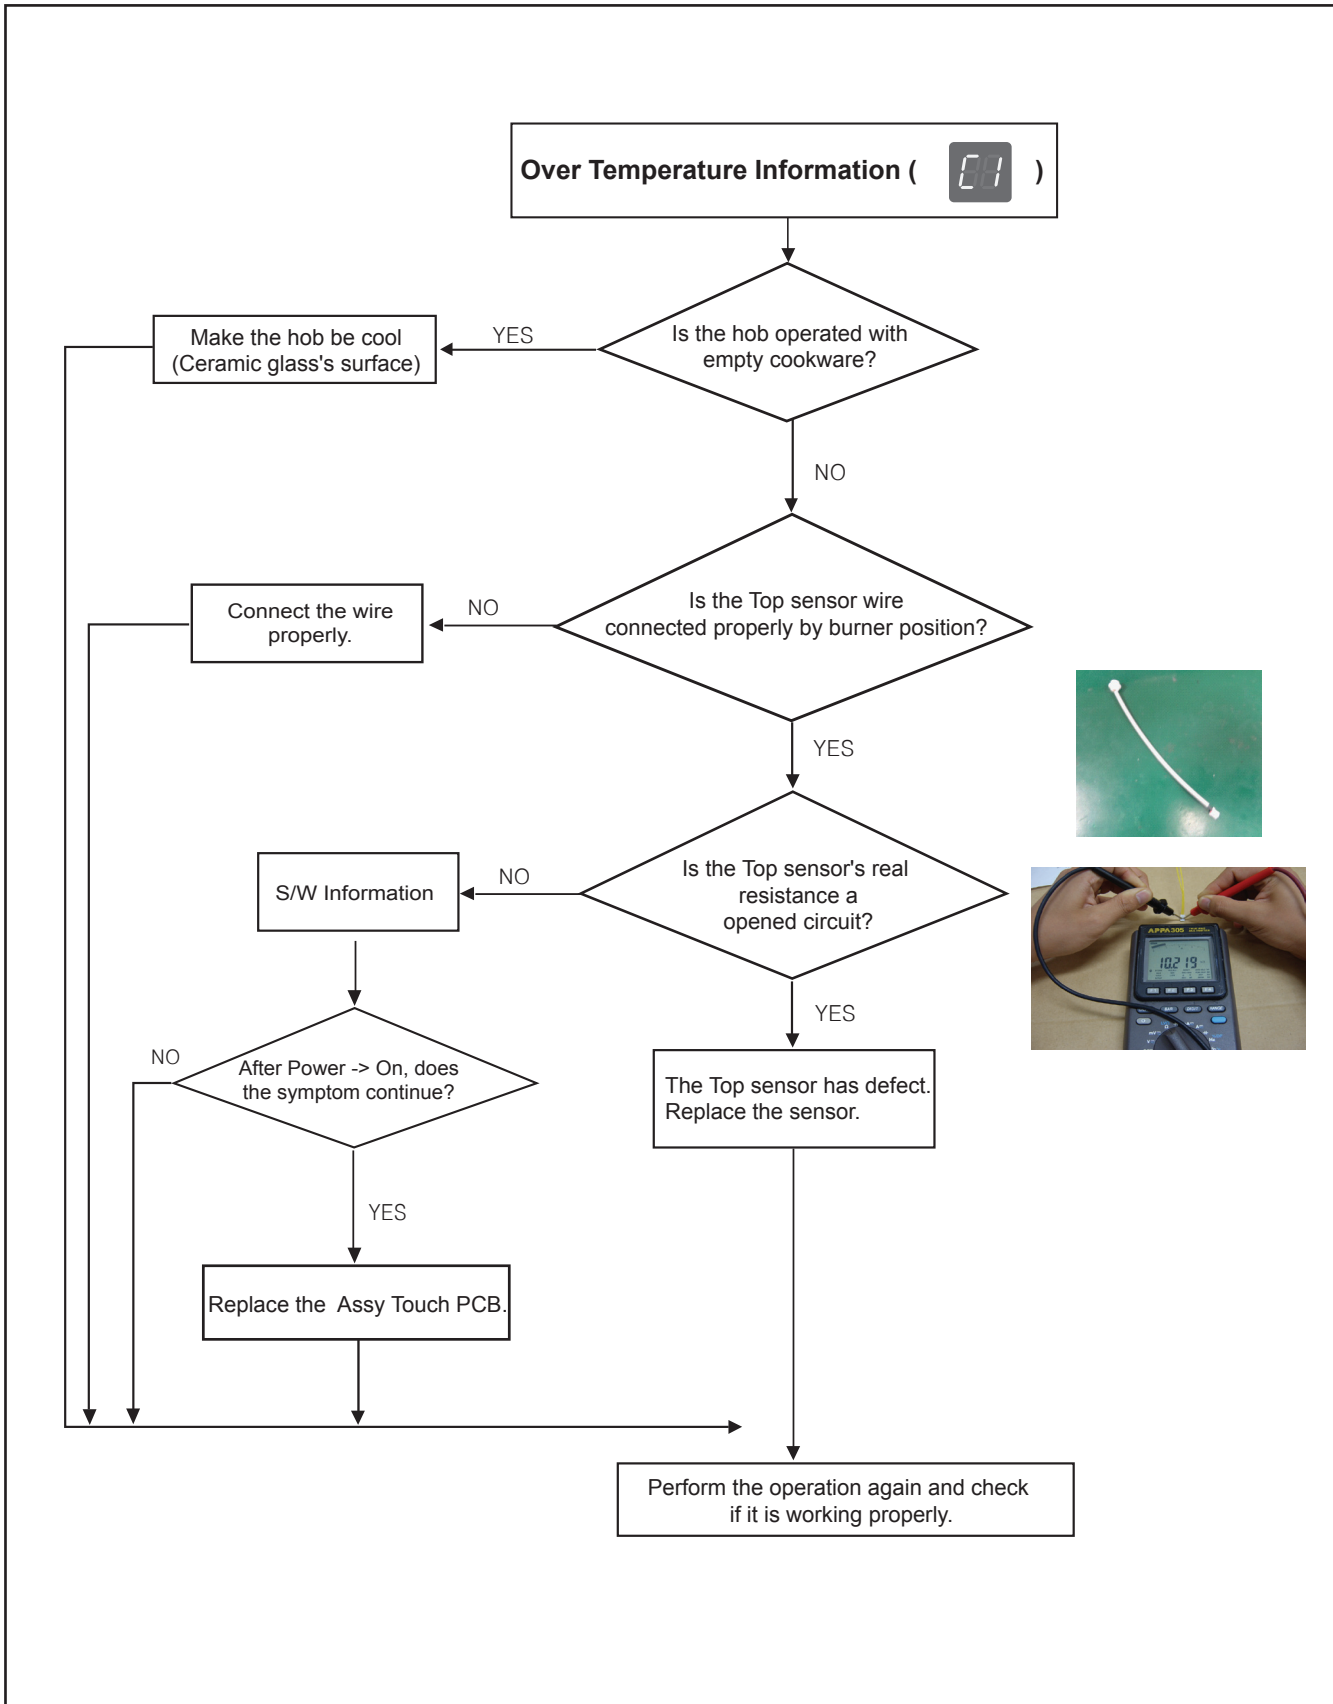 Over Temperature Information ( C1 )
Is the hob operated with
empty cookware?
YES
Make the hob be cool
(Ceramic glass's surface)
NO
Is the Top sensor wire
connected properly by burner position?
NO
Connect the wire
properly.
YES
Is the Top sensor's real
resistance a
opened circuit?
NO
S/W Information
APPA 305
10.219
YES
The Top sensor has defect.
Replace the sensor.
After Power -> On, does
the symptom continue?
NO
YES
Replace the  Assy Touch PCB.
Perform the operation again and check
if it is working properly.